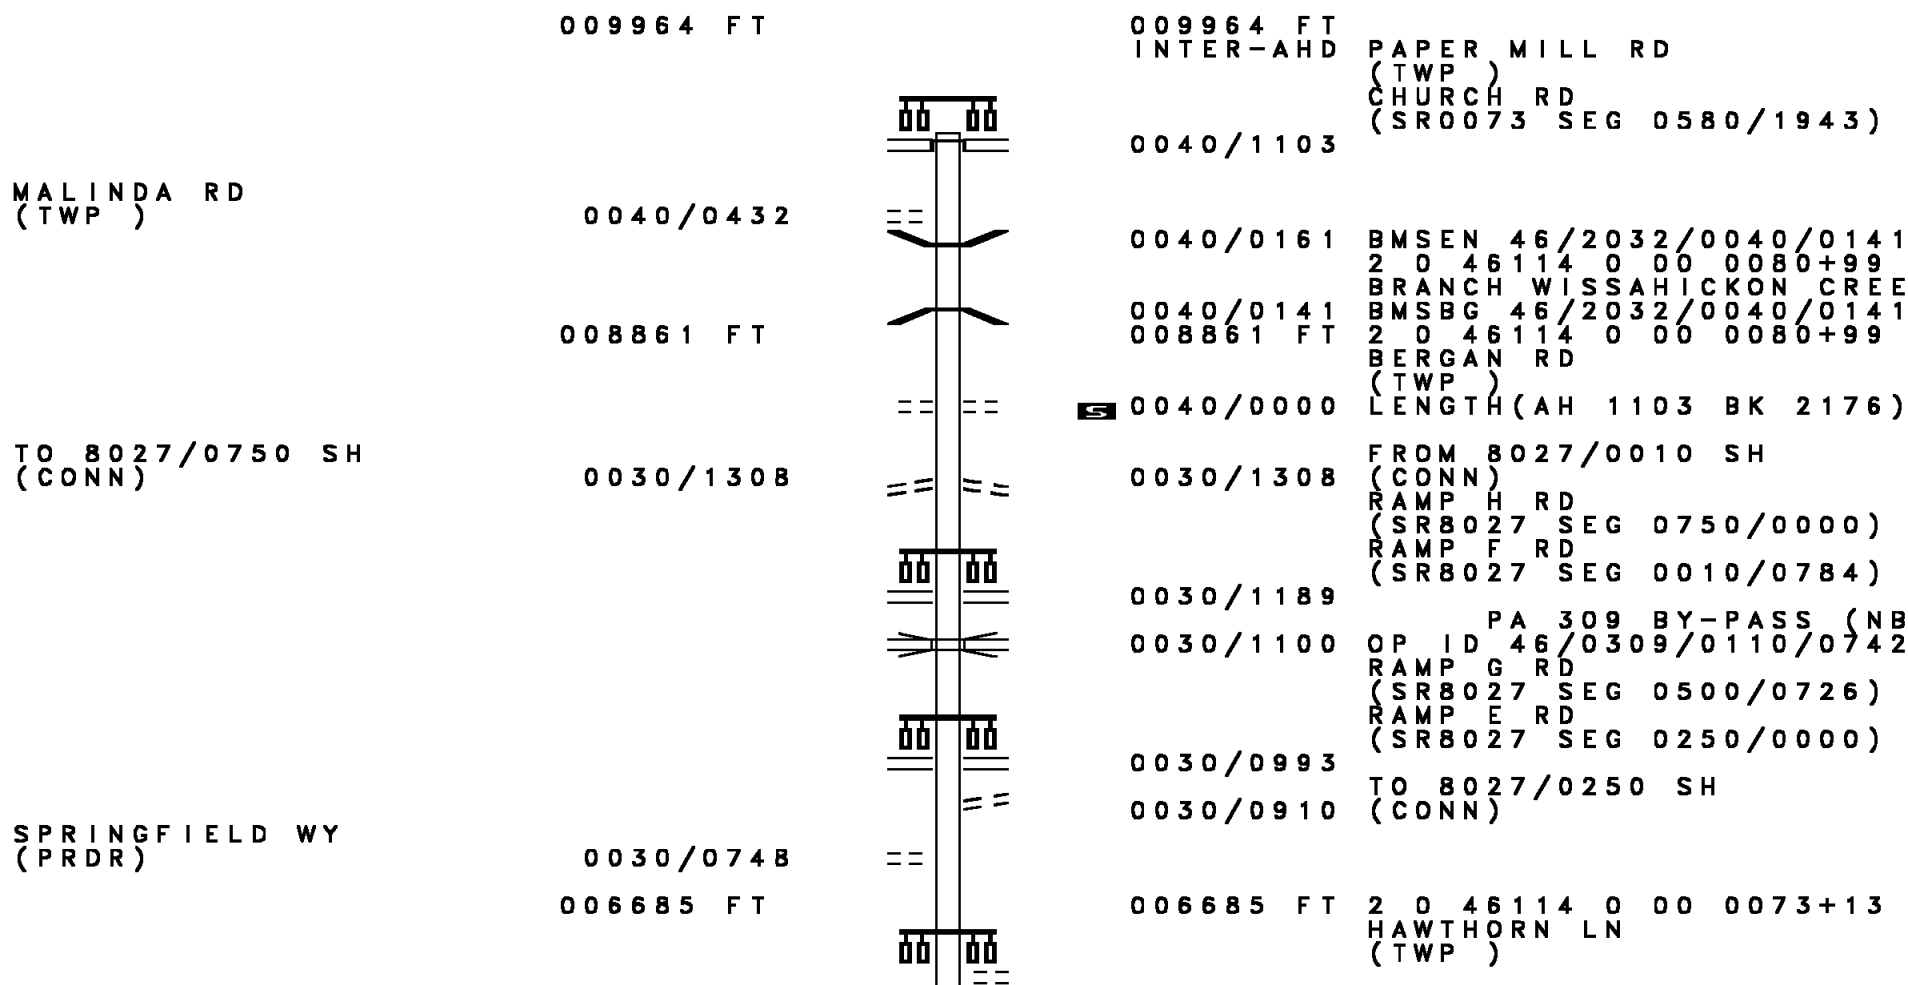 009964 FT 009964 FT
INTER-AHD PAPER MILL RD
(TWP )
CHURCH RD
(SR0073 SEG 0580/1943)
0040/1103
MALINDA RD
(TWP ) 0040/0432
0040/0161 BMSEN 46/2032/0040/0141
2 0 46114 0 00 0080+99
BRANCH WISSAHICKON CREE
0040/0141 BMSBG 46/2032/0040/0141
008861 FT 008861 FT 2 0 46114 0 00 0080+99
BERGAN RD
(TWP )
S 0040/0000 LENGTH(AH 1103 BK 2176)
TO 8027/0750 SH FROM 8027/0010 SH
(CONN) 0030/1308 0030/1308 (CONN)
RAMP H RD
(SR8027 SEG 0750/0000)
RAMP F RD
(SR8027 SEG 0010/0784)
0030/1189
PA 309 BY-PASS (NB
0030/1100 OP ID 46/0309/0110/0742
RAMP G RD
(SR8027 SEG 0500/0726)
RAMP E RD
(SR8027 SEG 0250/0000)
0030/0993
TO 8027/0250 SH
0030/0910 (CONN)
SPRINGFIELD WY
(PRDR) 0030/0748
006685 FT 006685 FT 2 0 46114 0 00 0073+13
HAWTHORN LN
(TWP )